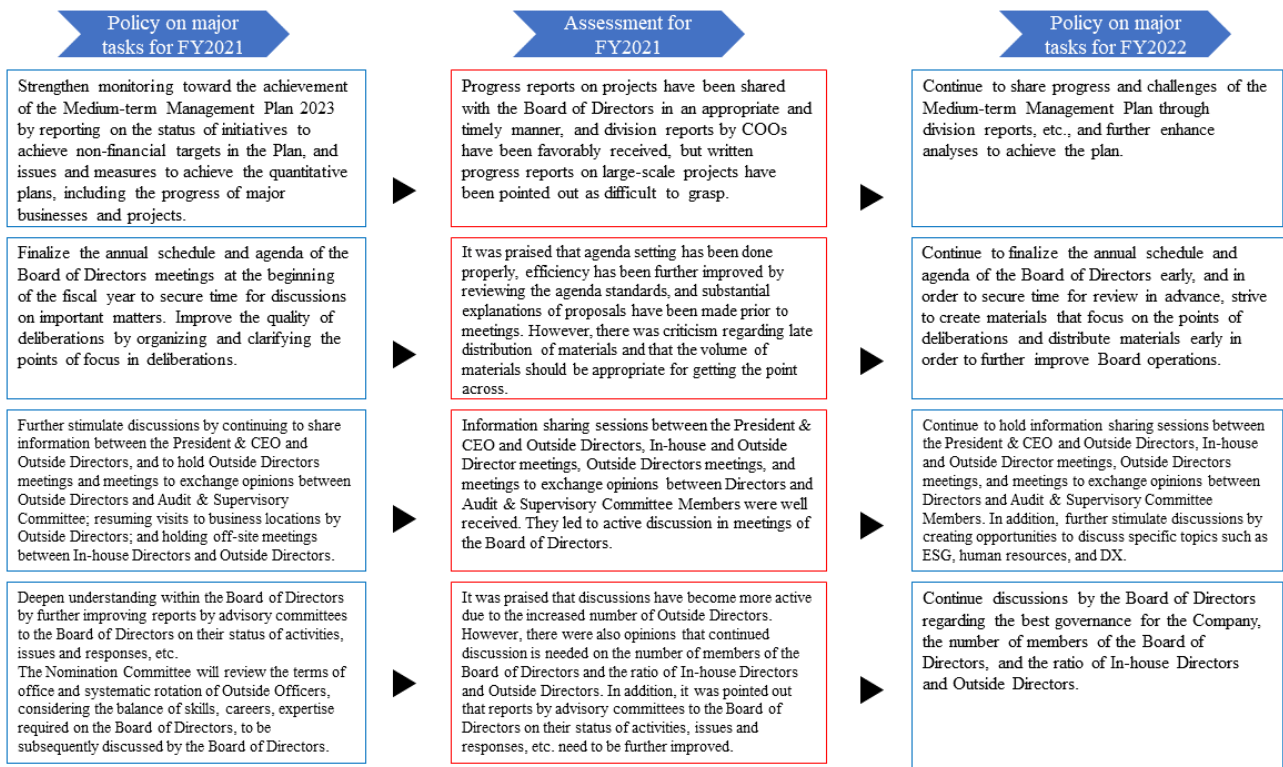 Policy on major
tasks for FY2021
Assessment for
FY2021
Policy on major
tasks for FY2022
Strengthen monitoring toward the achievement
of the Medium-term Management Plan 2023
by reporting on the status of initiatives to
achieve non-financial targets in the Plan, and
issues and measures to achieve the quantitative
plans, including the progress of major
businesses and projects.
Progress reports on projects have been shared
with the Board of Directors in an appropriate and
timely manner, and division reports by COOs
have been favorably received, but written
progress reports on large-scale projects have
been pointed out as difficult to grasp.
Continue to share progress and challenges of the
Medium-term Management Plan through
division reports, etc., and further enhance
analyses to achieve the plan.
Finalize the annual schedule and agenda of the
Board of Directors meetings at the beginning
of the fiscal year to secure time for discussions
on important matters. Improve the quality of
deliberations by organizing and clarifying the
points of focus in deliberations.
It was praised that agenda setting has been done
properly, efficiency has been further improved by
reviewing the agenda standards, and substantial
explanations of proposals have been made prior to
meetings. However, there was criticism regarding late
distribution of materials and that the volume of
materials should be appropriate for getting the point
across.
Continue to finalize the annual schedule and
agenda of the Board of Directors early, and in
order to secure time for review in advance, strive
to create materials that focus on the points of
deliberations and distribute materials early in
order to further improve Board operations.
Further stimulate discussions by continuing to share
information between the President & CEO and
Outside Directors, and to hold Outside Directors
meetings and meetings to exchange opinions between
Outside Directors and Audit & Supervisory
Committee; resuming visits to business locations by
Outside Directors; and holding off-site meetings
between In-house Directors and Outside Directors.
Information sharing sessions between the President &
CEO and Outside Directors, In-house and Outside
Director meetings, Outside Directors meetings, and
meetings to exchange opinions between Directors and
Audit & Supervisory Committee Members were well
received. They led to active discussion in meetings of
the Board of Directors.
Continue to hold information sharing sessions between
the President & CEO and Outside Directors, In-house
and Outside Director meetings, Outside Directors
meetings, and meetings to exchange opinions between
Directors and Audit & Supervisory Committee
Members. In addition, further stimulate discussions by
creating opportunities to discuss specific topics such as
ESG, human resources, and DX.
Deepen understanding within the Board of Directors
by further improving reports by advisory committees
to the Board of Directors on their status of activities,
issues and responses, etc.
The Nomination Committee will review the terms of
office and systematic rotation of Outside Officers,
considering the balance of skills, careers, expertise
required on the Board of Directors, to be
subsequently discussed by the Board of Directors.
It was praised that discussions have become more active
due to the increased number of Outside Directors.
However, there were also opinions that continued
discussion is needed on the number of members of the
Board of Directors and the ratio of In-house Directors
and Outside Directors. In addition, it was pointed out
that reports by advisory committees to the Board of
Directors on their status of activities, issues and
responses, etc. need to be further improved.
Continue discussions by the Board of Directors
regarding the best governance for the Company,
the number of members of the Board of
Directors, and the ratio of In-house Directors
and Outside Directors.